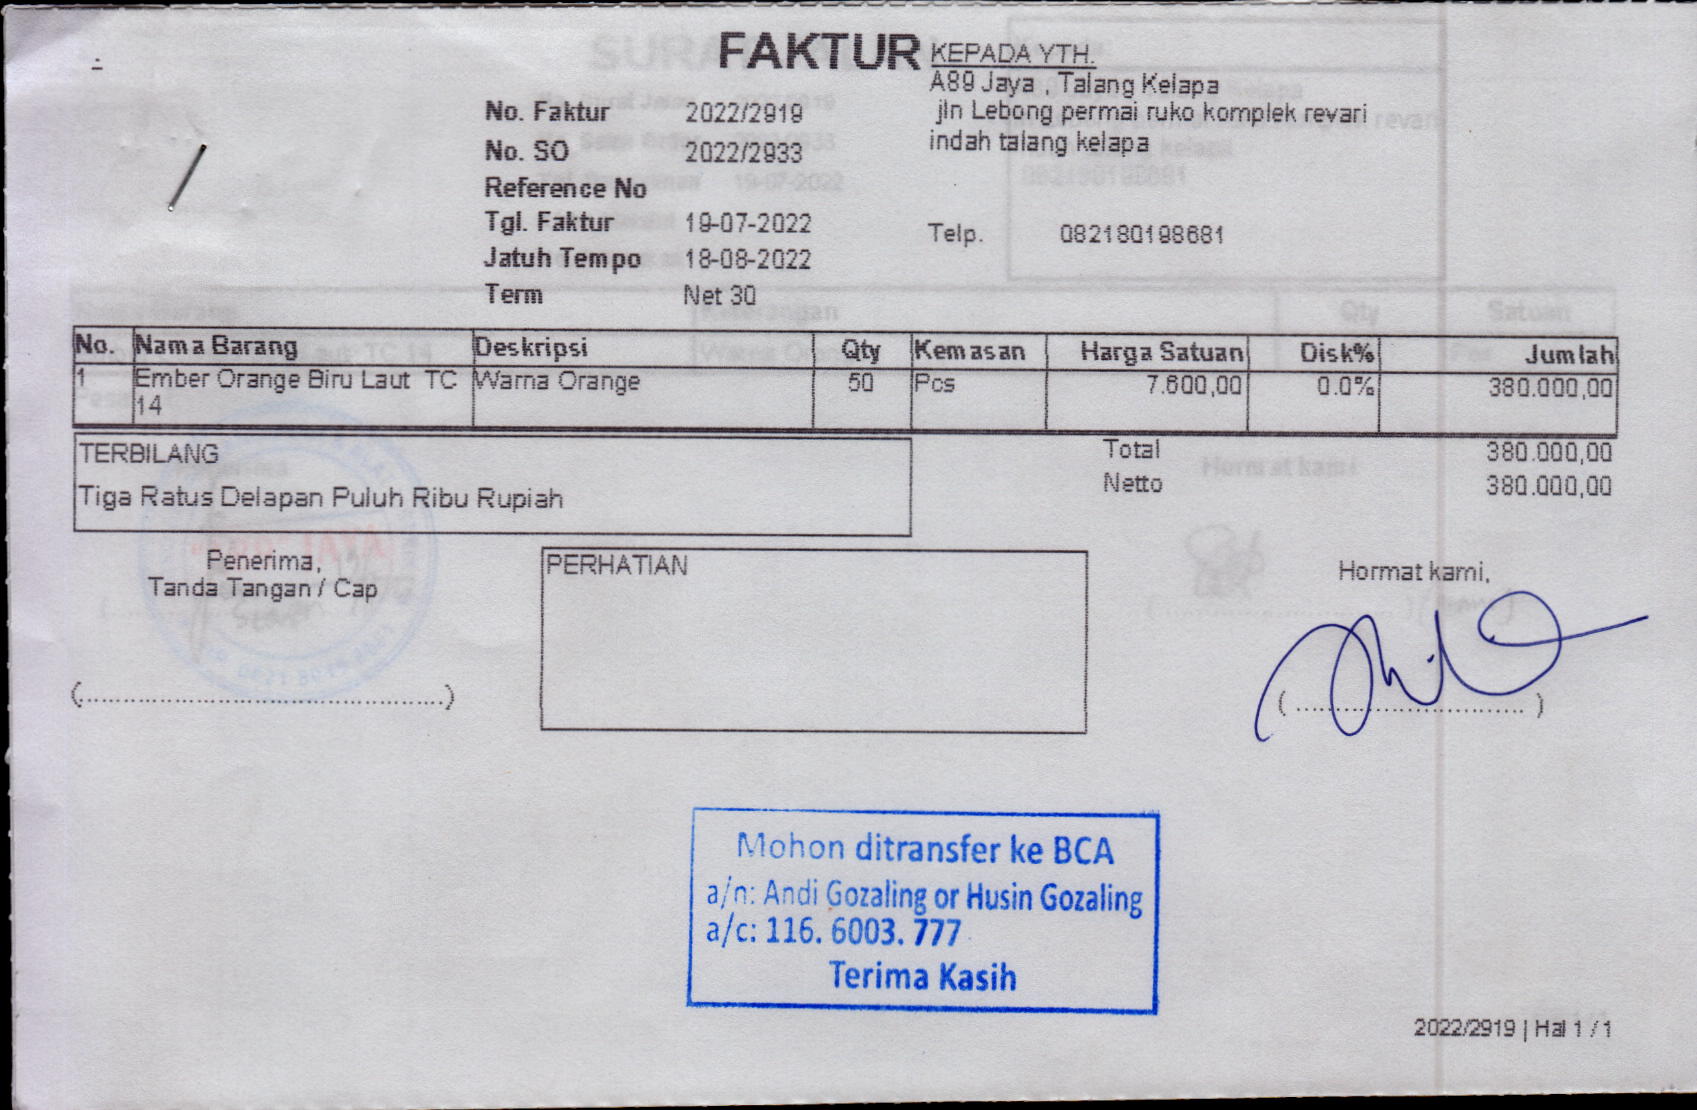 FAKTUR
No. Faktur 2022/2919
No. SO 2022/2933
Reference No
Tgl. Faktur 19-07-2022
Jatuh Tempo 18-08-2022
Term Net 30
KEPADA YTH.
A89 Jaya , Talang Kelapa
jln Lebong permai ruko komplek revari
indah talang kelapa
Telp. 082180198681
No. Nama Barang Deskripsi Qty Kemasan Harga Satuan Disk% Jumlah
1 Ember Orange Biru Laut TC Warna Orange 50 Pcs 7.600,00 0.0% 380.000,00
14
TERBILANG
Tiga Ratus Delapan Puluh Ribu Rupiah
Total 380.000,00
Netto 380.000,00
Penerima,
Tanda Tangan / Cap
(................................................)
PERHATIAN
Hormat kami,
( .............................. )
Mohon ditransfer ke BCA
a/n: Andi Gozaling or Husin Gozaling
a/c: 116. 6003. 777
Terima Kasih
2022/2919 | Hal 1 / 1